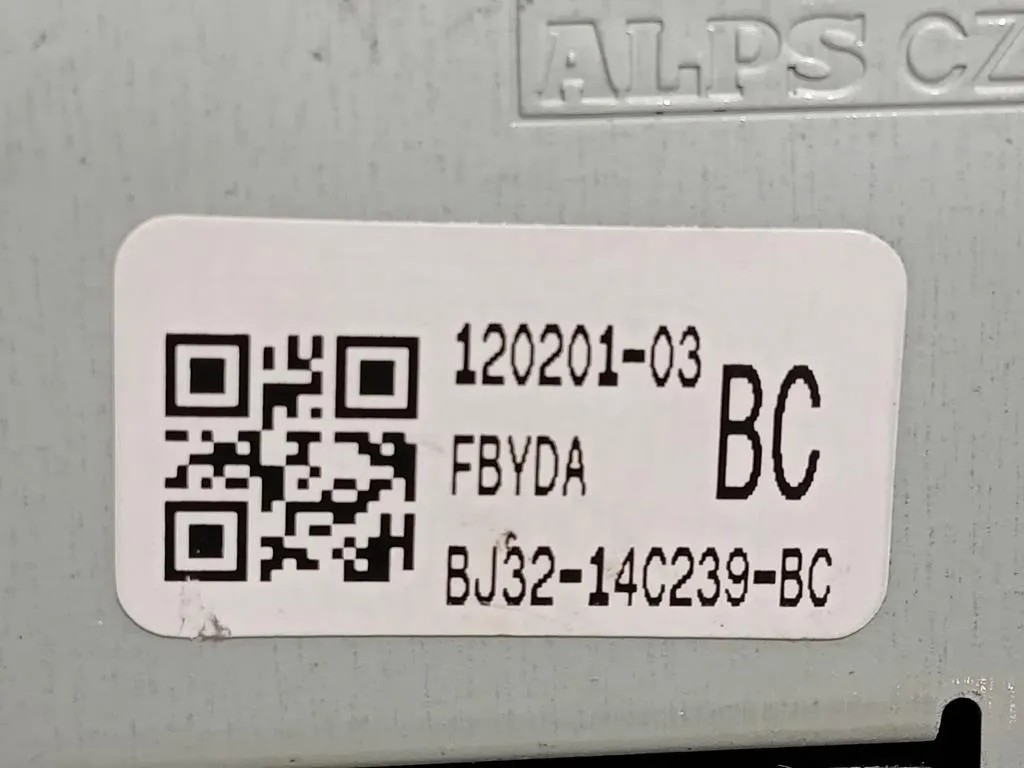 ALPS CZ
120201-03
BC
FBYDA
BJ32-14C239-BC